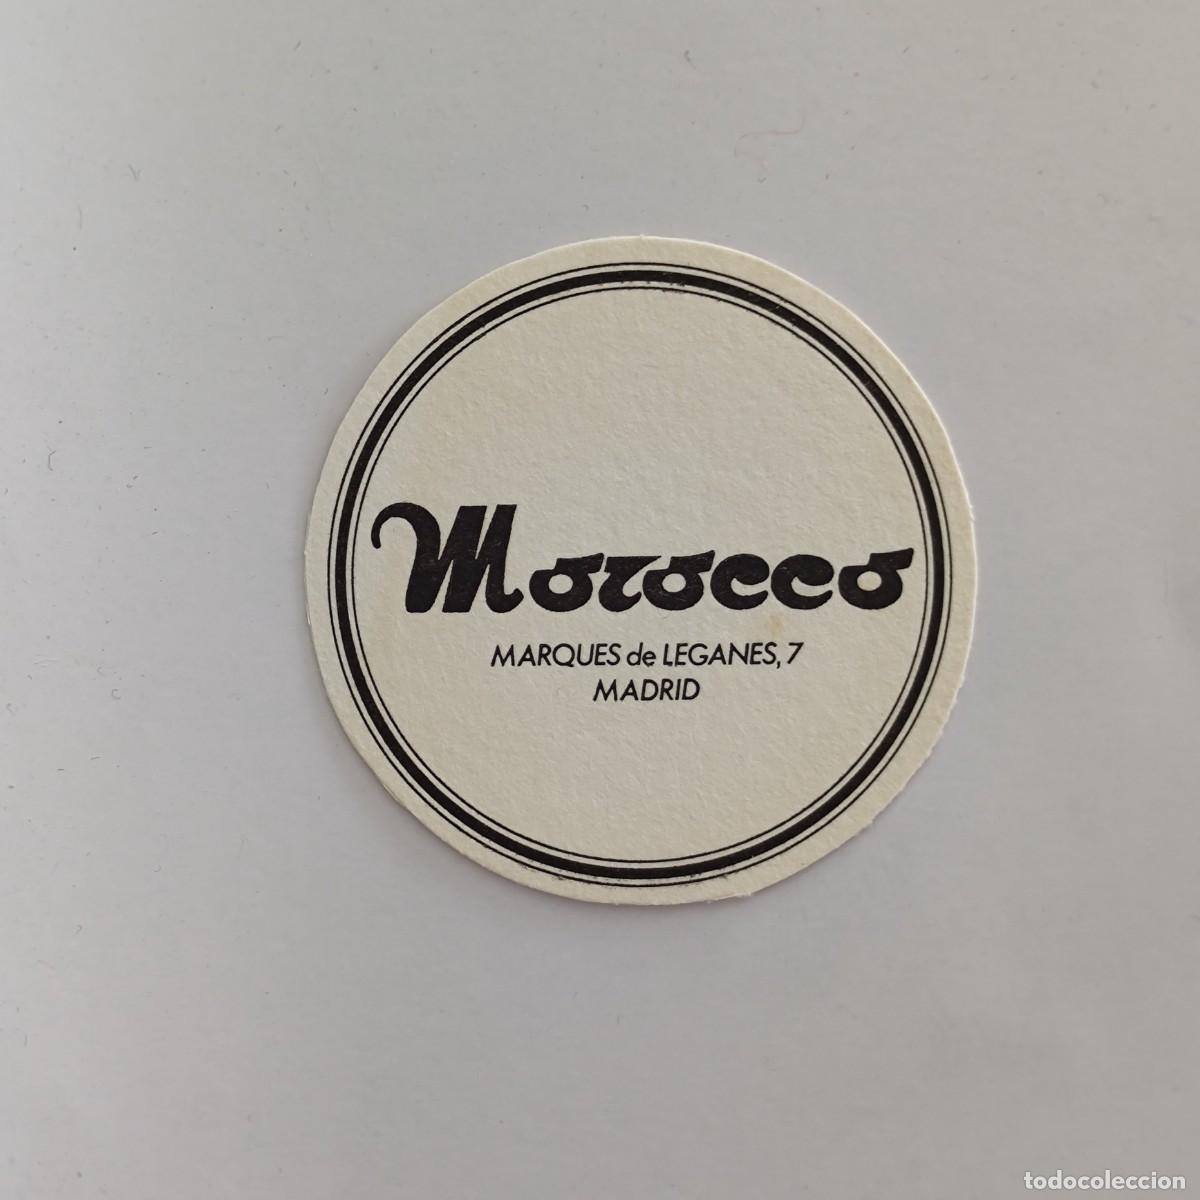 Morocco
MARQUES de LEGANES, 7
MADRID
todocoleccion